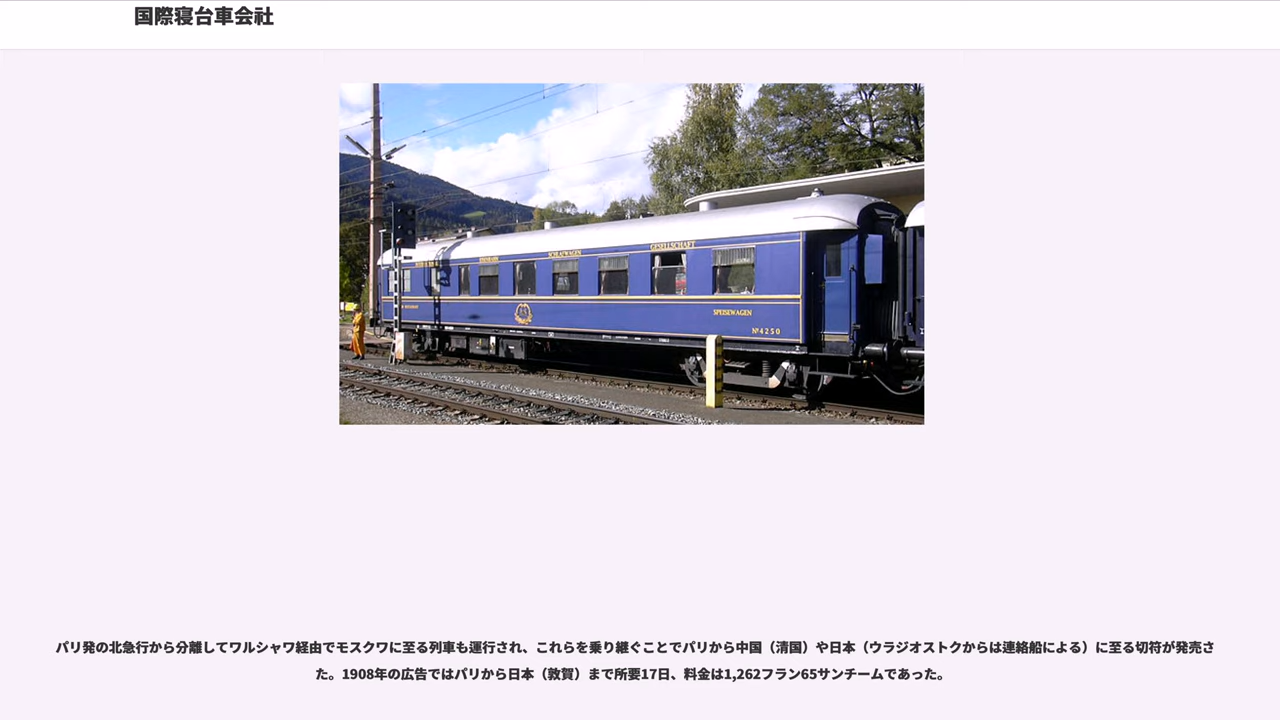 国際寝台車会社
SCHLAFWAGEN
GESELLSCHAFT
SPEISEWAGEN
№4250
パリ発の北急行から分離してワルシャワ経由でモスクワに至る列車も運行され、これらを乗り継ぐことでパリから中国（清国）や日本（ウラジオストクからは連絡船による）に至る切符が発売さ
た。1908年の広告ではパリから日本（敦賀）まで所要17日、料金は1,262フラン65サンチームであった。